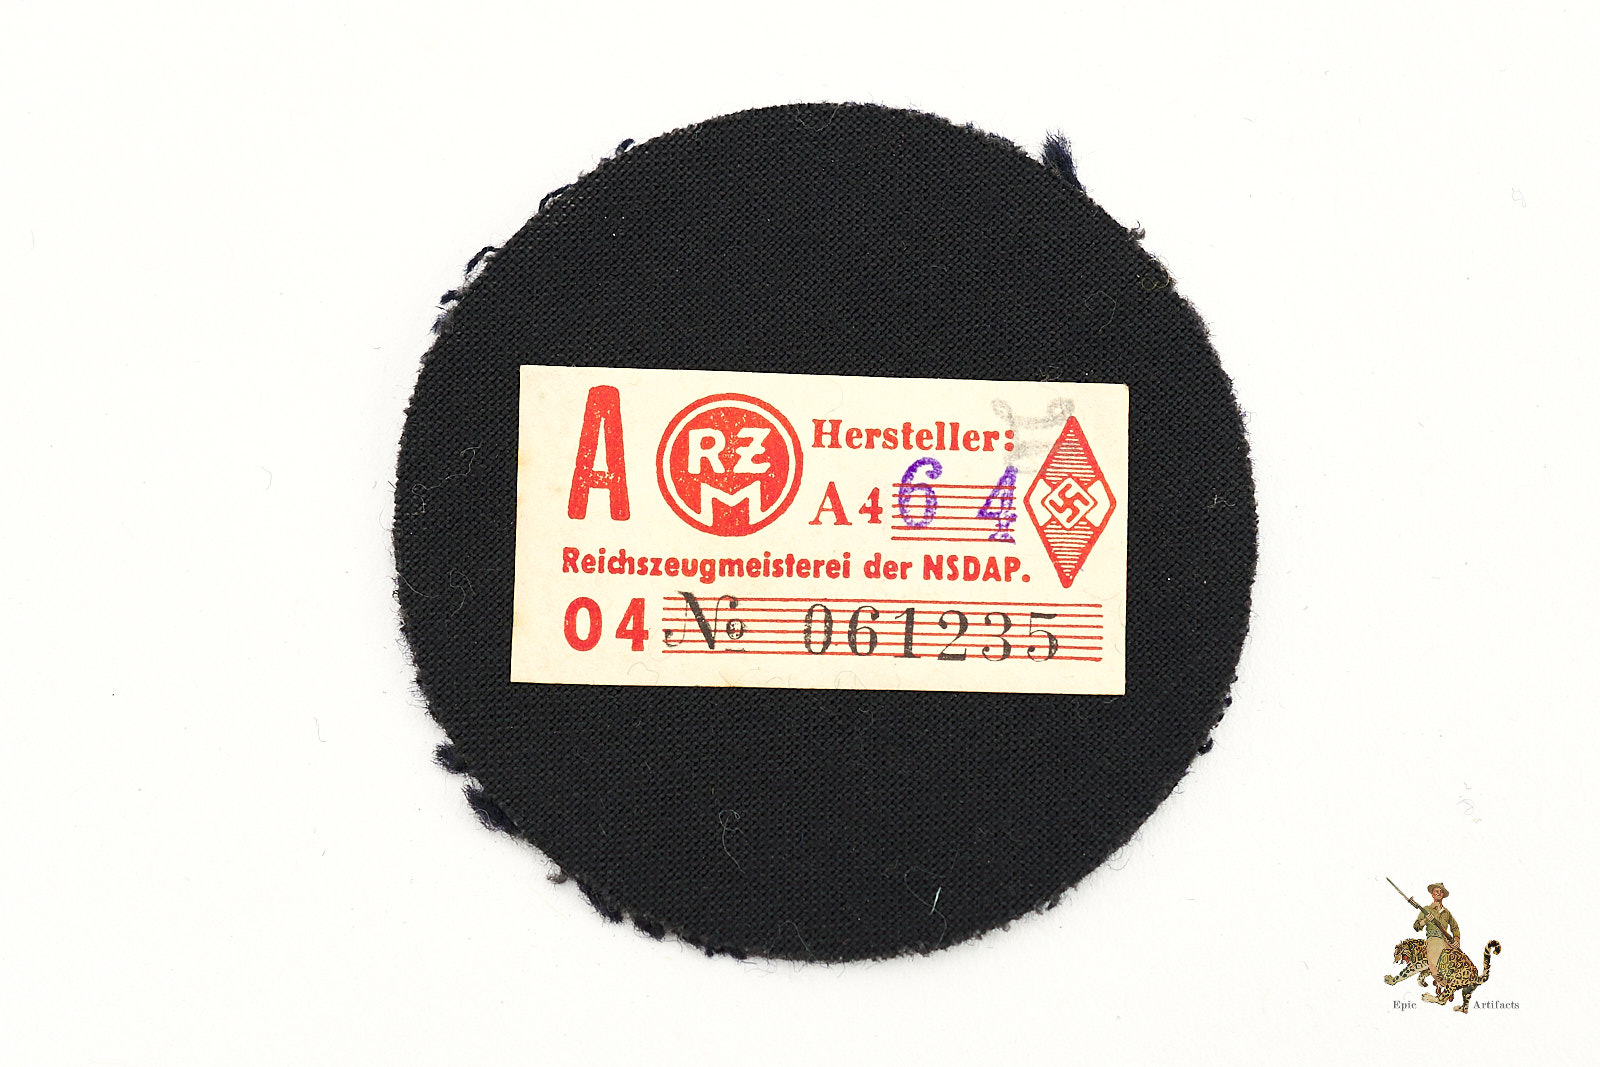 A
RZM
Hersteller:
A4 64
Reichszeugmeisterei der NSDAP.
04 No 061235
Epic Artifacts